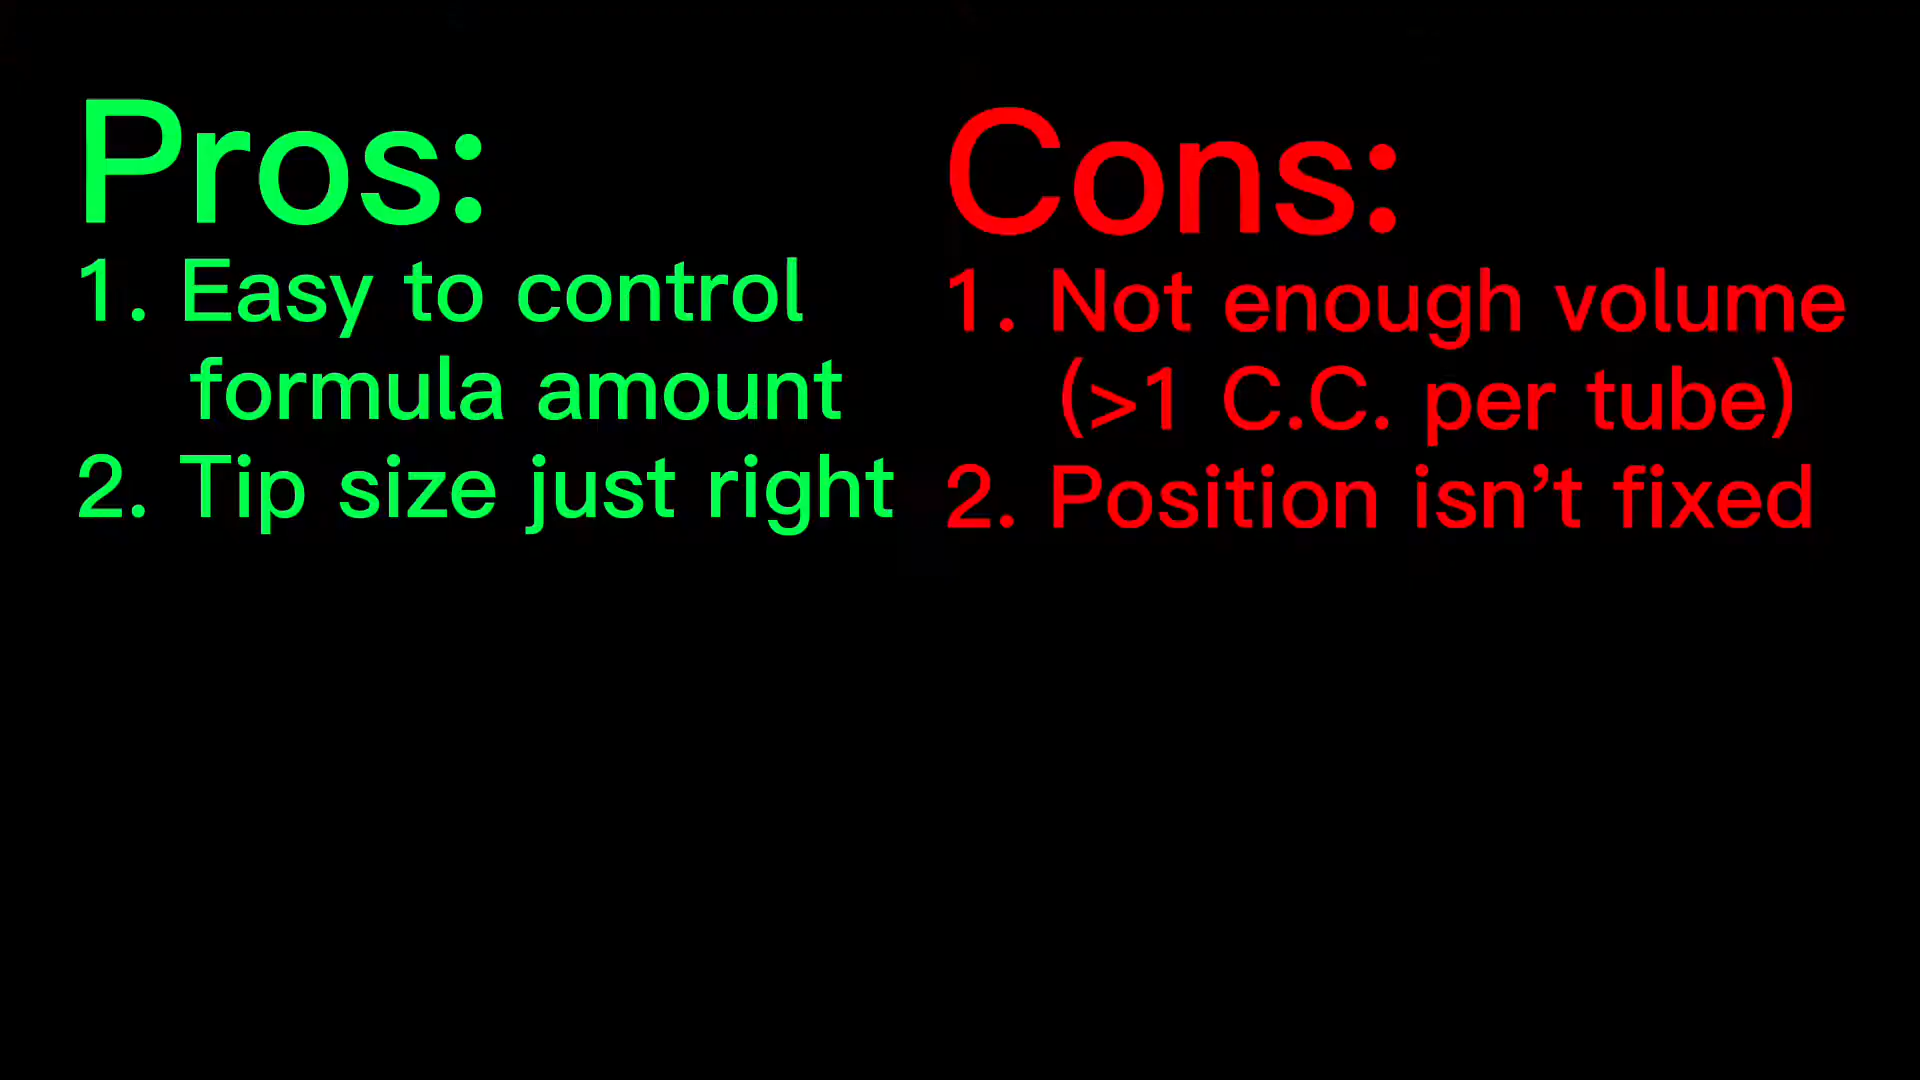 Pros:
1. Easy to control
formula amount
2. Tip size just right
Cons:
1. Not enough volume
(>1 C.C. per tube)
2. Position isn’t fixed